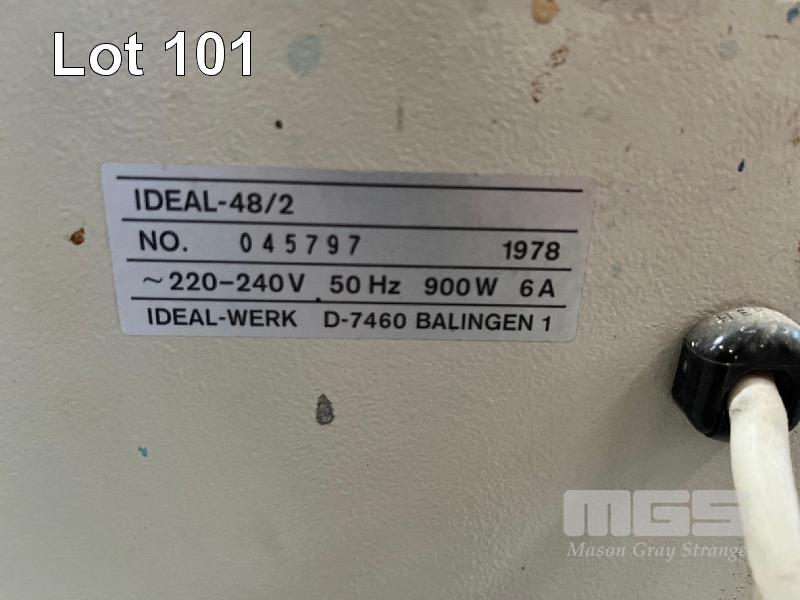 Lot 101
IDEAL-48/2
NO. 045797 1978
~220-240V 50 Hz 900W 6A
IDEAL-WERK D-7460 BALINGEN 1
MGS
Mason Gray Strange